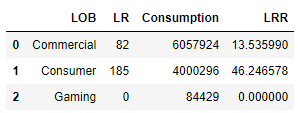 LOB LR Consumption LRR
0 Commercial 82 6057924 13.535990
1 Consumer 185 4000296 46.246578
2 Gaming 0 84429 0.000000